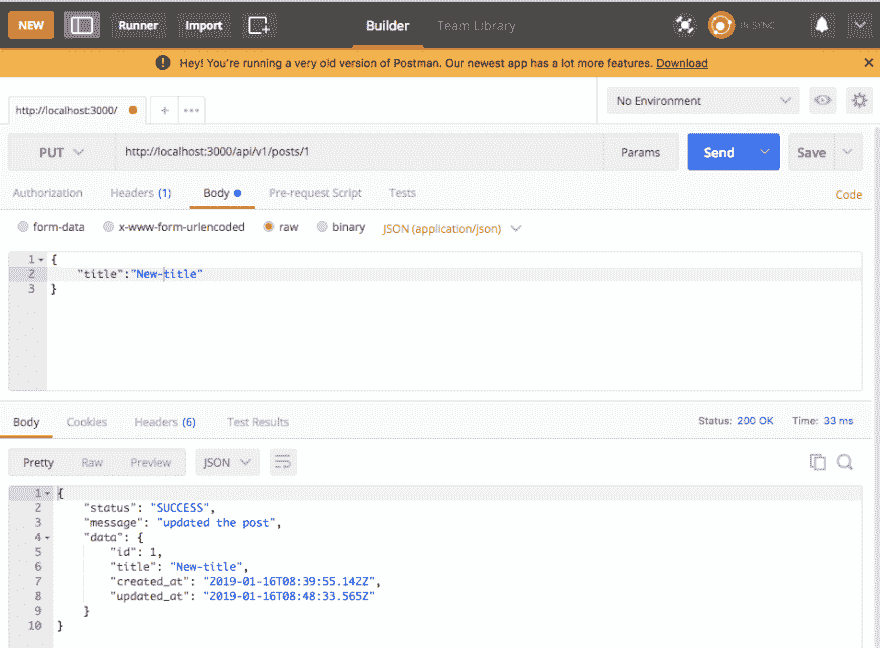 NEW Runner Import Builder Team Library IN SYNC
Hey! You're running a very old version of Postman. Our newest app has a lot more features. Download
http://localhost:3000/ No Environment
PUT http://localhost:3000/api/v1/posts/1 Params Send Save
Authorization Headers (1) Body Pre-request Script Tests Code
form-data x-www-form-urlencoded raw binary JSON (application/json)
1 {
2 "title":"New-title"
3 }
Body Cookies Headers (6) Test Results Status: 200 OK Time: 33 ms
Pretty Raw Preview JSON
1 {
2 "status": "SUCCESS",
3 "message": "updated the post",
4 "data": {
5 "id": 1,
6 "title": "New-title",
7 "created_at": "2019-01-16T08:39:55.142Z",
8 "updated_at": "2019-01-16T08:48:33.565Z"
9 }
10 }